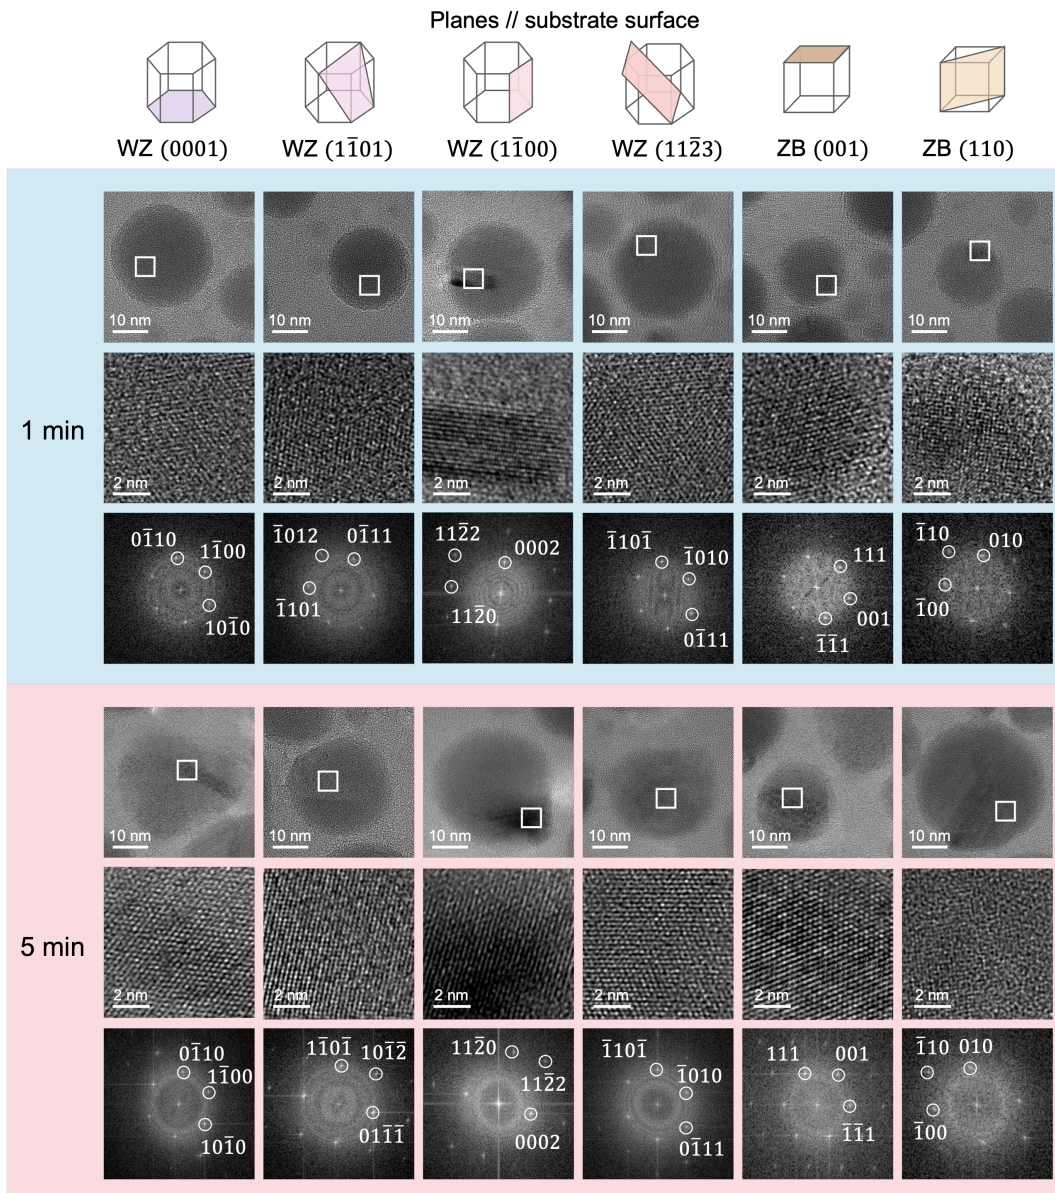 Planes // substrate surface
WZ (0001) WZ (11̅01) WZ (11̅00) WZ (112̅3) ZB (001) ZB (110)
1 min
10 nm 10 nm 10 nm 10 nm 10 nm 10 nm
2 nm 2 nm 2 nm 2 nm 2 nm 2 nm
01̅10 11̅00 101̅0
1̅012 01̅11 1̅101
112̅2 0002 112̅0
1̅101̅ 1̅010 01̅11
111 001 1̅1̅1
1̅10 010 1̅00
5 min
10 nm 10 nm 10 nm 10 nm 10 nm 10 nm
2 nm 2 nm 2 nm 2 nm 2 nm 2 nm
01̅10 11̅00 101̅0
11̅01̅ 101̅2̅ 011̅1̅
112̅0 112̅2 0002
1̅101̅ 1̅010 01̅11
111 001 1̅1̅1
1̅10 010 1̅00